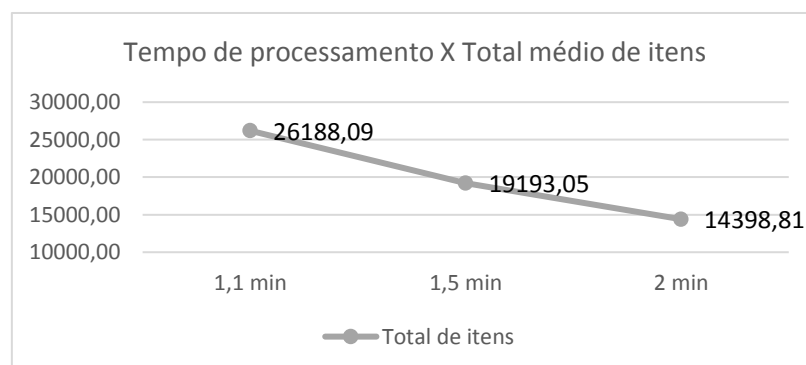 Tempo de processamento X Total médio de itens
30000,00
25000,00
20000,00
15000,00
10000,00
26188,09
19193,05
14398,81
1,1 min
1,5 min
2 min
Total de itens